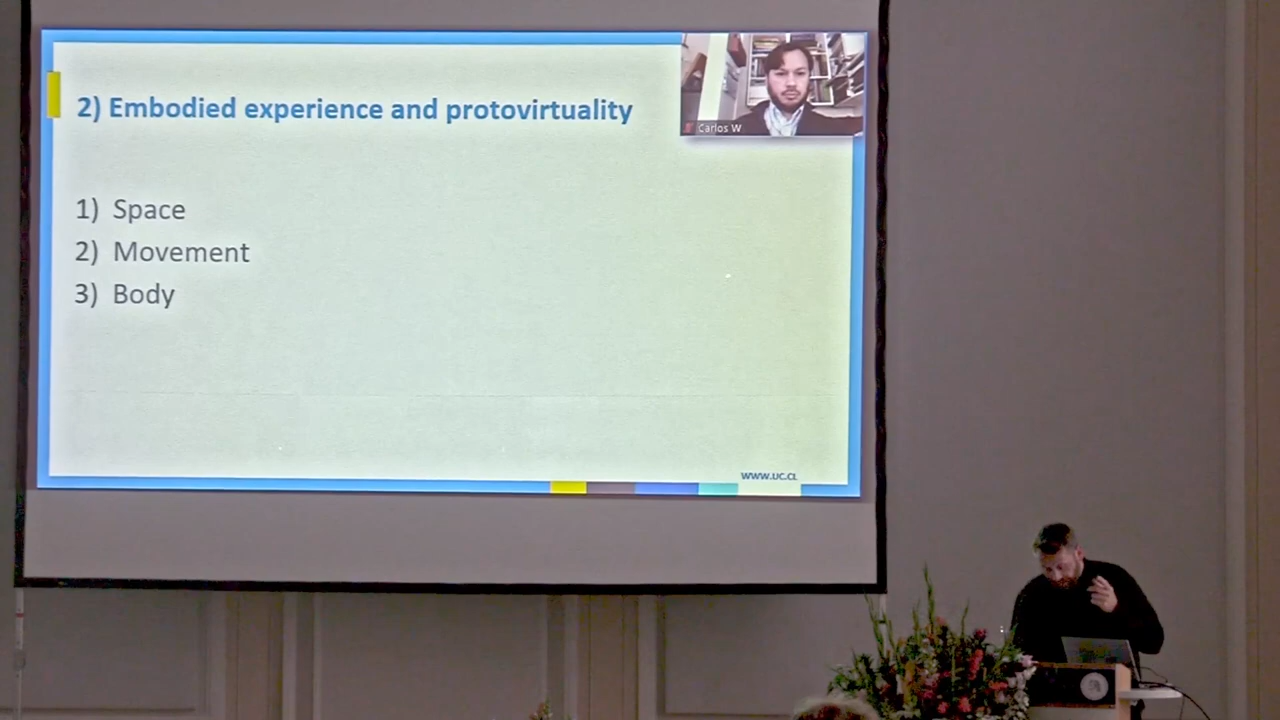 2) Embodied experience and protovirtuality
Carlos W
1) Space
2) Movement
3) Body
WWW.UC.CL